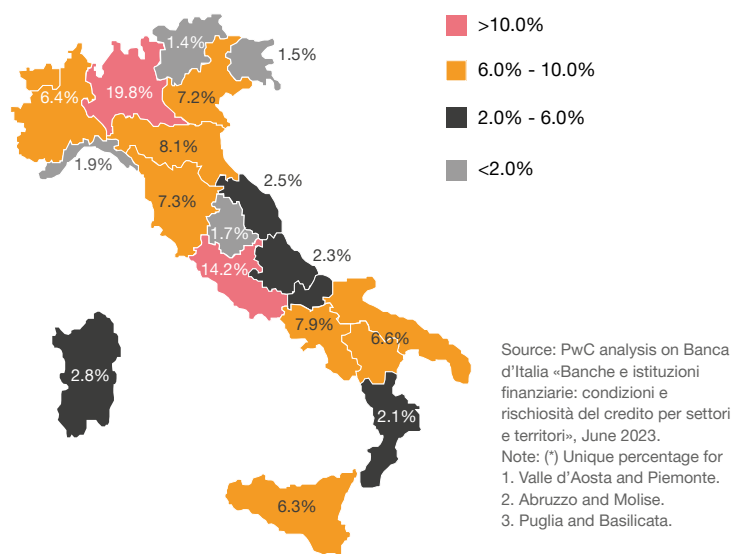 >10.0%
6.0% - 10.0%
2.0% - 6.0%
<2.0%
1.4%
1.5%
6.4%
19.8%
7.2%
8.1%
1.9%
2.5%
7.3%
1.7%
2.3%
14.2%
7.9%
6.6%
2.8%
2.1%
6.3%
Source: PwC analysis on Banca
d’Italia «Banche e istituzioni
finanziarie: condizioni e
rischiosità del credito per settori
e territori», June 2023.
Note: (*) Unique percentage for
1. Valle d’Aosta and Piemonte.
2. Abruzzo and Molise.
3. Puglia and Basilicata.